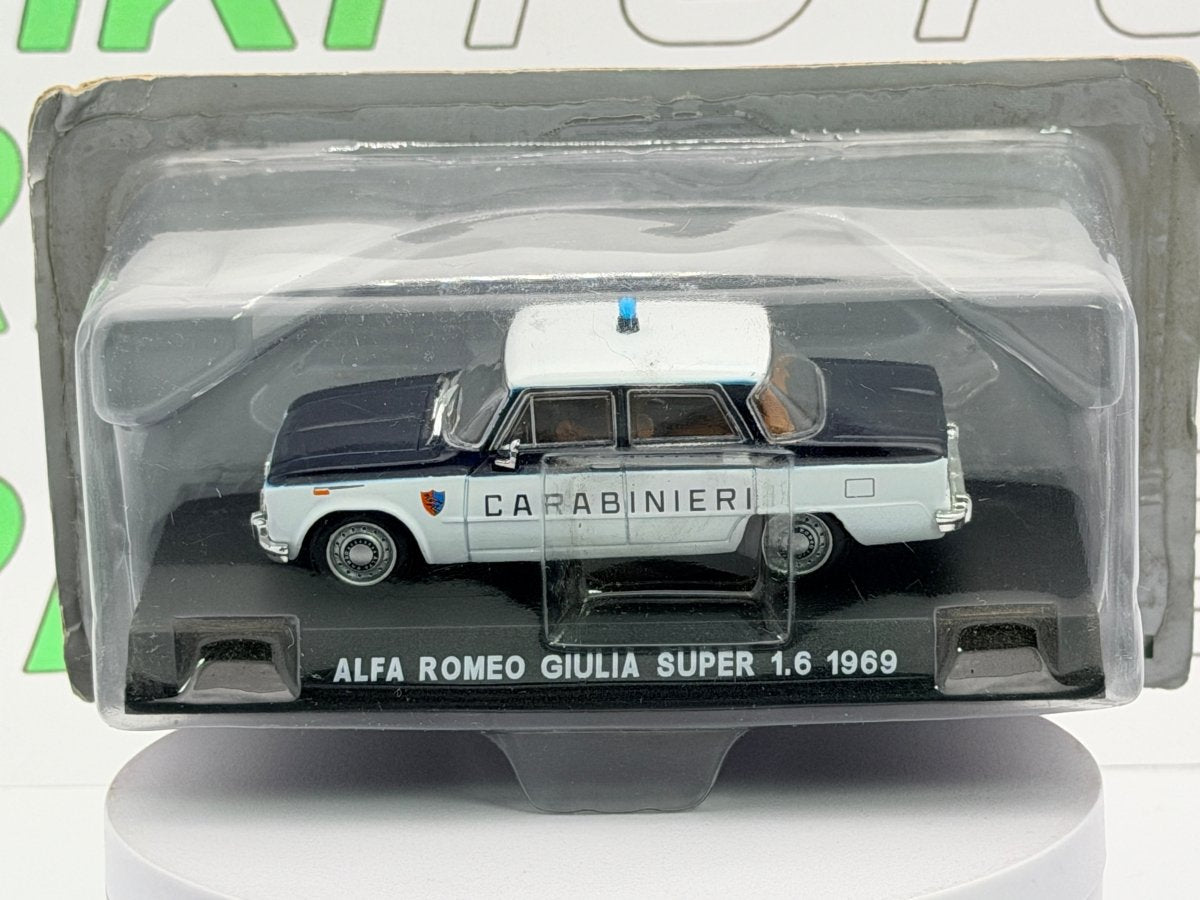 CARABINIERI
ALFA ROMEO GIULIA SUPER 1.6 1969